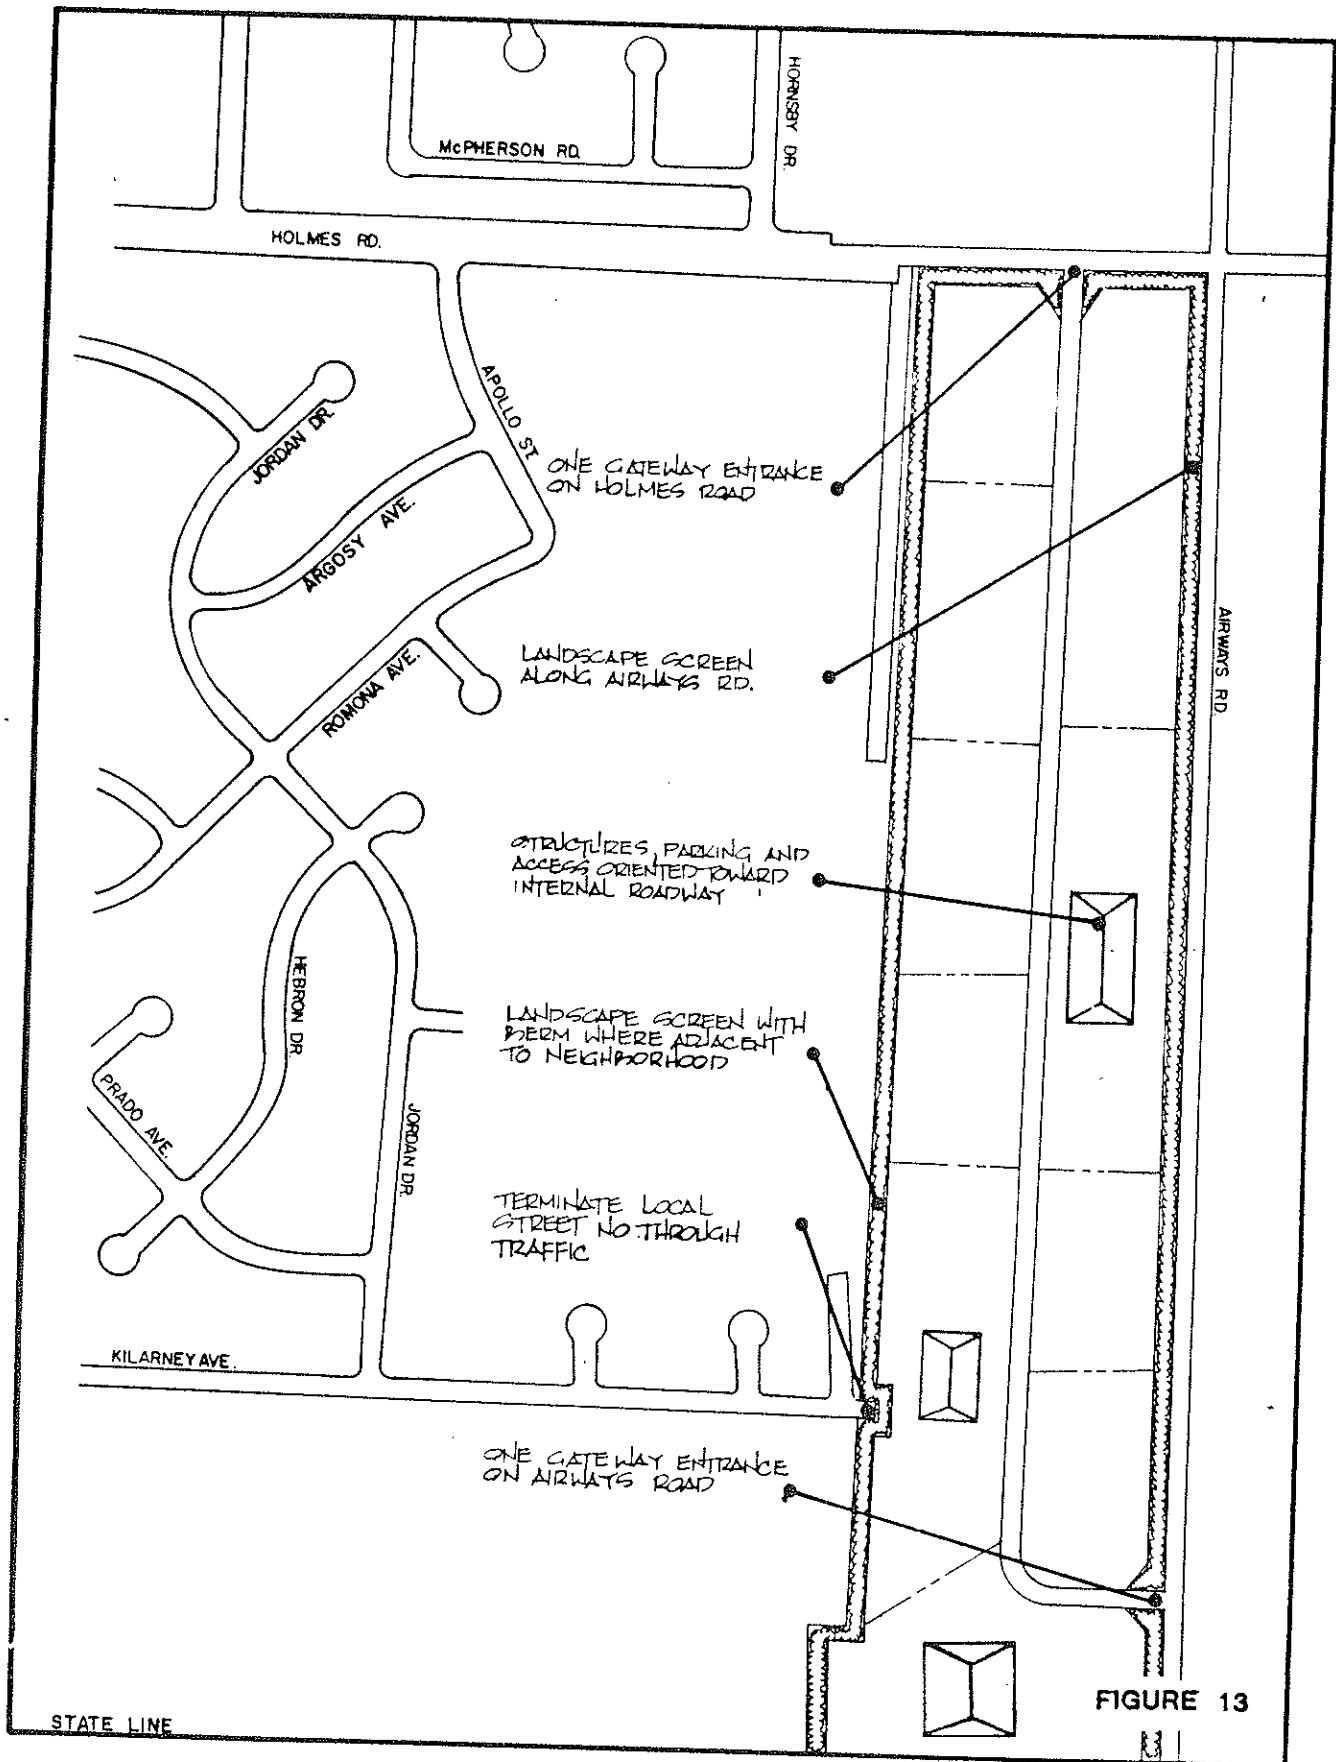 HORNSBY DR.
McPHERSON RD.
HOLMES RD.
APOLLO ST.
JORDAN DR.
ARGOSY AVE.
ONE GATEWAY ENTRANCE
ON HOLMES ROAD
AIRWAYS RD.
ROMONA AVE.
LANDSCAPE SCREEN
ALONG AIRWAYS RD.
STRUCTURES, PARKING AND
ACCESS ORIENTED TOWARD
INTERNAL ROADWAY
HEBRON DR.
LANDSCAPE SCREEN WITH
BERM WHERE ADJACENT
TO NEIGHBORHOOD
PRADO AVE.
JORDAN DR.
TERMINATE LOCAL
STREET NO THROUGH
TRAFFIC
KILARNEY AVE.
ONE GATEWAY ENTRANCE
ON AIRWAYS ROAD
FIGURE 13
STATE LINE